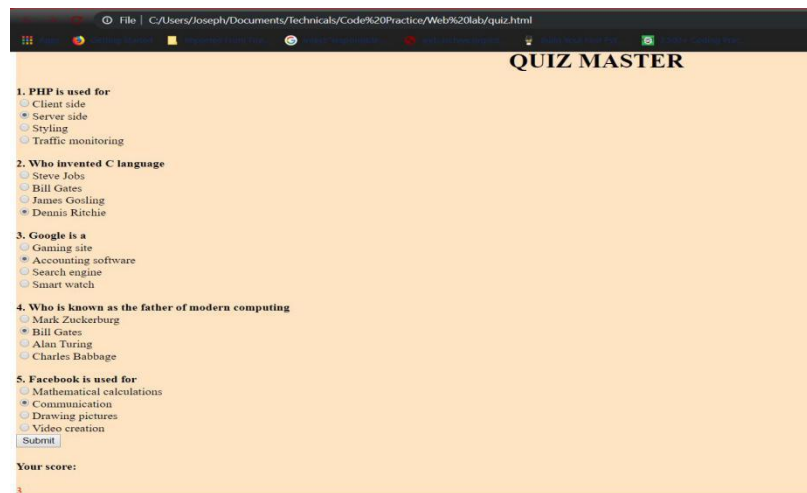 File | C:/Users/Joseph/Documents/Technicals/Code%20Practice/Web%20lab/quiz.html
QUIZ MASTER
1. PHP is used for
Client side
Server side
Styling
Traffic monitoring
2. Who invented C language
Steve Jobs
Bill Gates
James Gosling
Dennis Ritchie
3. Google is a
Gaming site
Accounting software
Search engine
Smart watch
4. Who is known as the father of modern computing
Mark Zuckerburg
Bill Gates
Alan Turing
Charles Babbage
5. Facebook is used for
Mathematical calculations
Communication
Drawing pictures
Video creation
Submit
Your score:
3